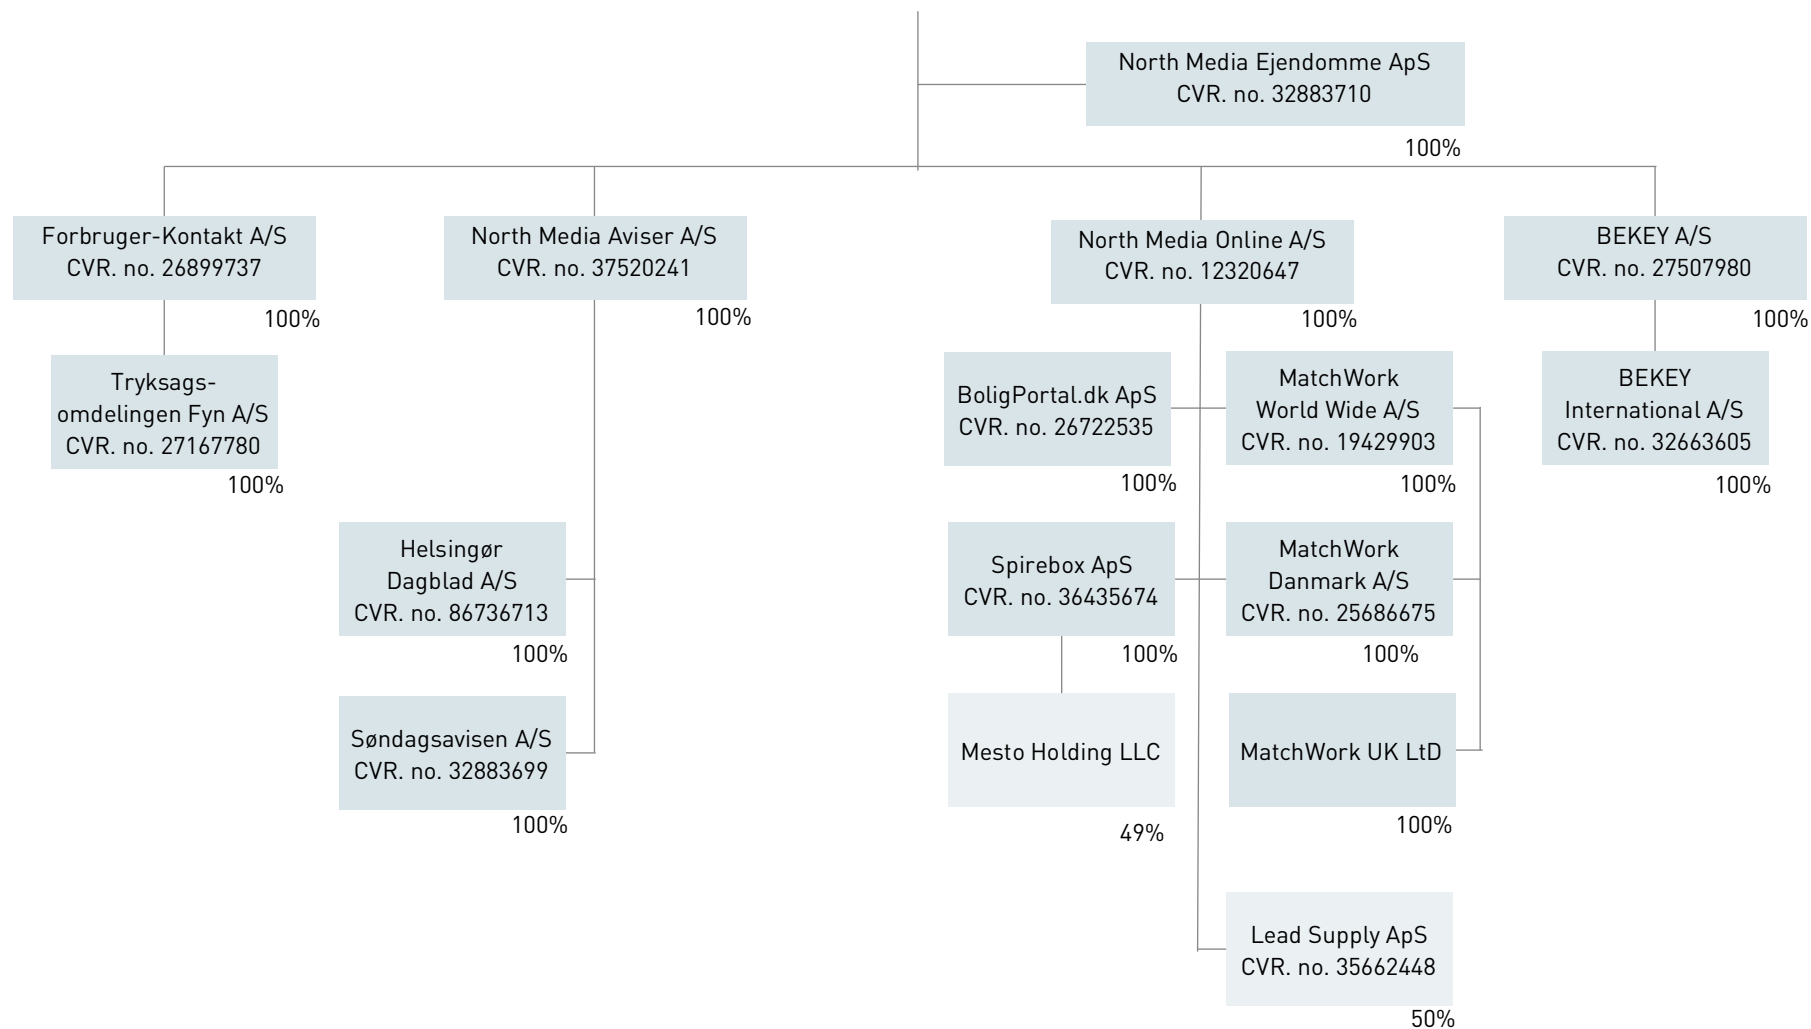 North Media Ejendomme ApS
CVR. no. 32883710
100%
Forbruger-Kontakt A/S
CVR. no. 26899737
100%
North Media Aviser A/S
CVR. no. 37520241
100%
North Media Online A/S
CVR. no. 12320647
100%
BEKEY A/S
CVR. no. 27507980
100%
Tryksags-
omdelingen Fyn A/S
CVR. no. 27167780
100%
BoligPortal.dk ApS
CVR. no. 26722535
100%
MatchWork
World Wide A/S
CVR. no. 19429903
100%
BEKEY
International A/S
CVR. no. 32663605
100%
Helsingør
Dagblad A/S
CVR. no. 86736713
100%
Spirebox ApS
CVR. no. 36435674
100%
MatchWork
Danmark A/S
CVR. no. 25686675
100%
Søndagsavisen A/S
CVR. no. 32883699
100%
Mesto Holding LLC
49%
MatchWork UK LtD
100%
Lead Supply ApS
CVR. no. 35662448
50%